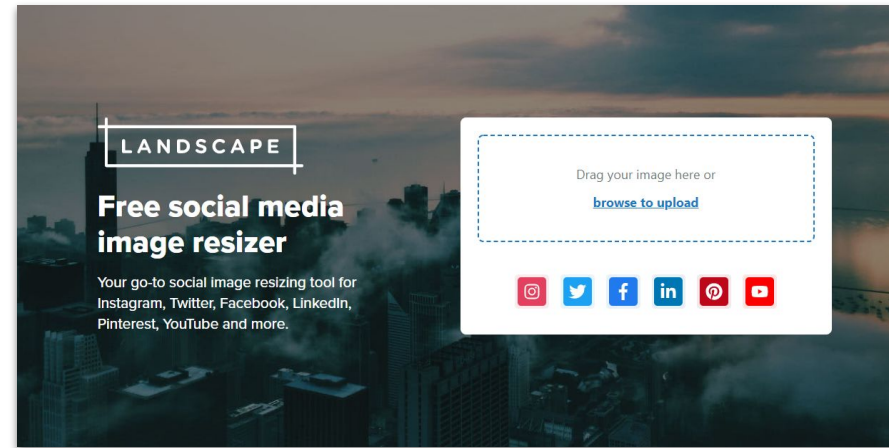 LANDSCAPE
Free social media
image resizer
Your go-to social image resizing tool for
Instagram, Twitter, Facebook, LinkedIn,
Pinterest, YouTube and more.
Drag your image here or
browse to upload
f
in